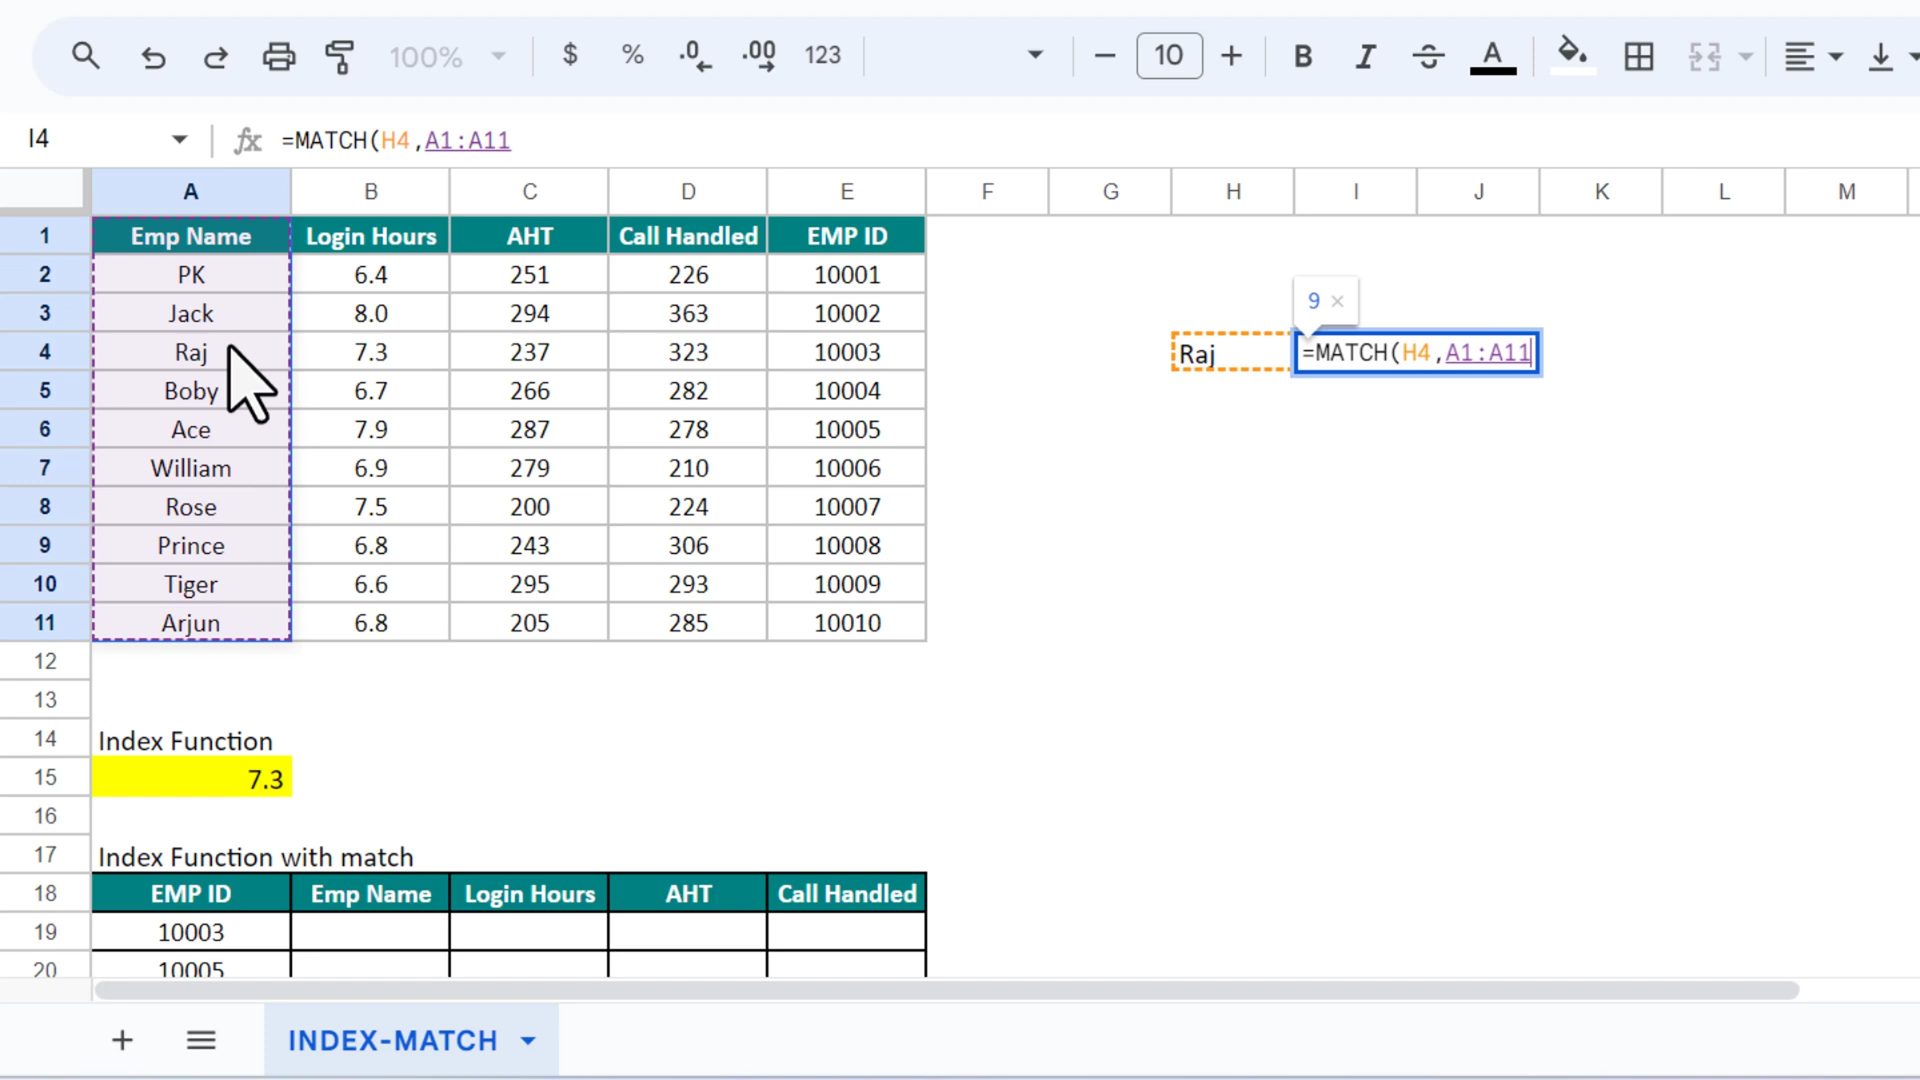 100% $ % .0 .00 123 10 B I S A
I4 fx =MATCH(H4,A1:A11
A B C D E F G H I J K L M
1 Emp Name Login Hours AHT Call Handled EMP ID
2 PK 6.4 251 226 10001
9 ×
3 Jack 8.0 294 363 10002
4 Raj 7.3 237 323 10003 Raj =MATCH(H4,A1:A11
5 Boby 6.7 266 282 10004
6 Ace 7.9 287 278 10005
7 William 6.9 279 210 10006
8 Rose 7.5 200 224 10007
9 Prince 6.8 243 306 10008
10 Tiger 6.6 295 293 10009
11 Arjun 6.8 205 285 10010
12
13
14 Index Function
15 7.3
16
17 Index Function with match
18 EMP ID Emp Name Login Hours AHT Call Handled
19 10003
20 10005
+ INDEX-MATCH